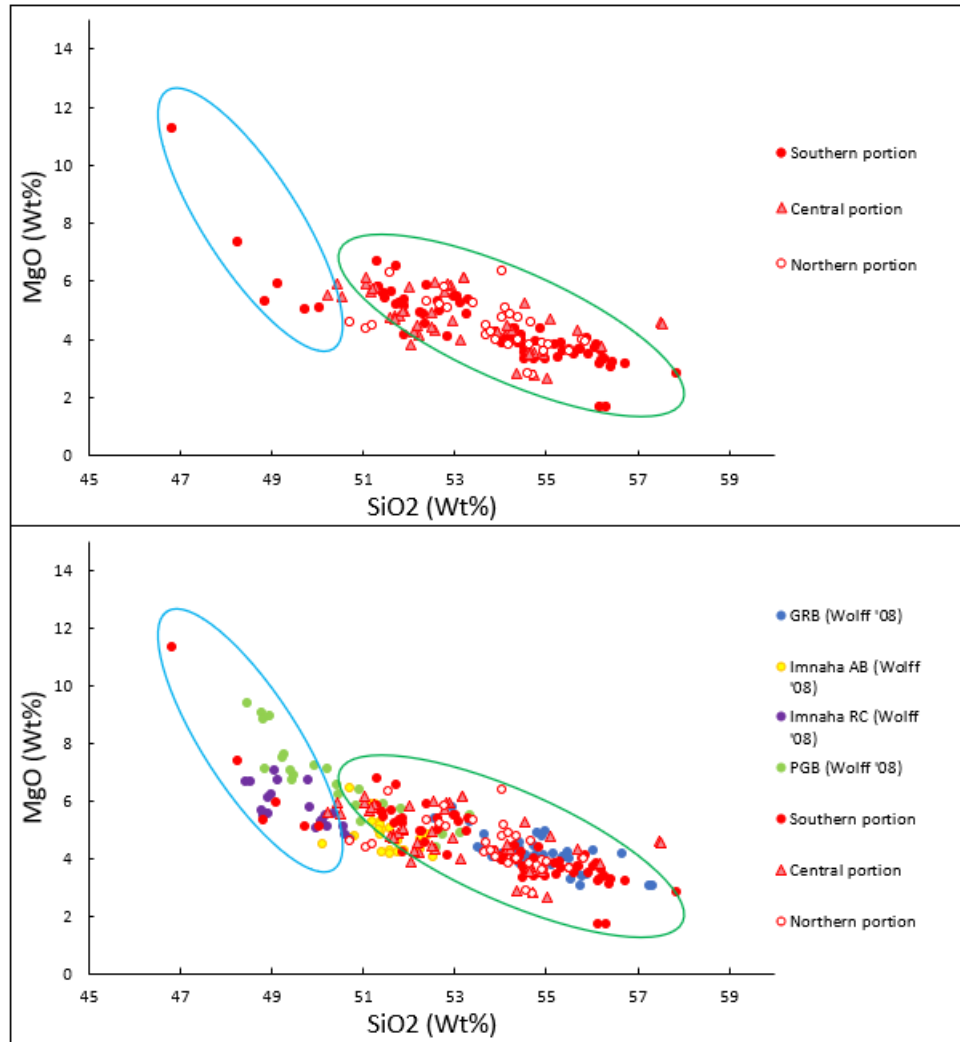 14
12
10
8
6
4
2
0
MgO (Wt%)
45 47 49 51 53 55 57 59
SiO2 (Wt%)
Southern portion
Central portion
Northern portion
14
12
10
8
6
4
2
0
MgO (Wt%)
45 47 49 51 53 55 57 59
SiO2 (Wt%)
GRB (Wolff '08)
Imnaha AB (Wolff
'08)
Imnaha RC (Wolff
'08)
PGB (Wolff '08)
Southern portion
Central portion
Northern portion